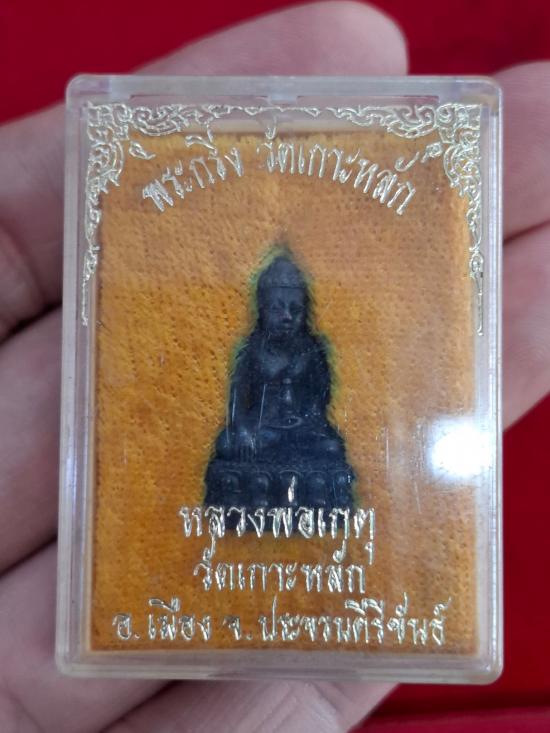 พระกริ่ง วัดเกาะหลัก
หลวงพ่อเกตุ
วัดเกาะหลัก
อ.เมือง จ.ประจวบคีรีขันธ์